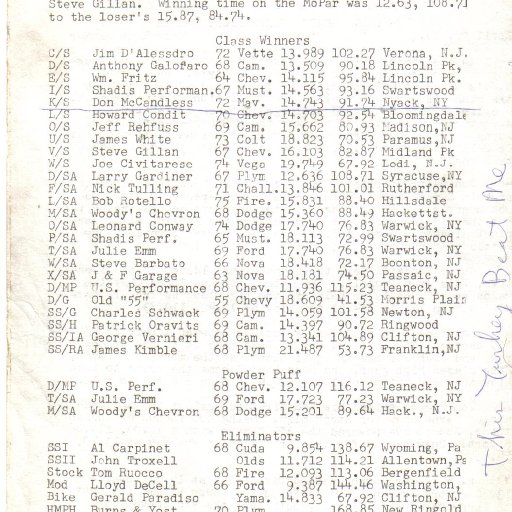 Steve Gillan. Winning time on the MoPar was 12.63, 108.71
to the loser's 15.87, 84.74.
Class Winners
C/S Jim D'Alessdro 72 Vette 13.989 102.27 Verona, N.J.
D/S Anthony Galofaro 68 Cam. 13.509 90.18 Lincoln Pk,
E/S Wm. Fritz 64 Chev. 14.115 95.84 Lincoln Pk.
I/S Shadis Performan. 67 Must. 14.563 93.16 Swartswood
K/S Don McCandless 72 Mav. 14.743 91.74 Nyack, NY
L/S Howard Condit 70 Chev. 14.703 92.54 Bloomingdale
O/S Jeff Rehfuss 69 Cam. 15.662 80.93 Madison,NJ
U/S James White 73 Colt 18.823 70.53 Paramus,NJ
V/S Steve Gillan 67 Chev. 16.103 82.87 Midland Pk
W/S Joe Civitarese 74 Vega 19.749 67.92 Lodi, N.J.
D/SA Larry Gardiner 67 Plym 12.636 108.71 Syracuse,NY
F/SA Nick Tulling 71 Chall. 13.846 101.01 Rutherford
L/SA Bob Rotello 75 Fire. 15.831 88.40 Hillsdale
M/SA Woody's Chevron 68 Dodge 15.360 88.49 Hackettst.
O/SA Leonard Conway 74 Dodge 17.740 76.83 Warwick, NY
P/SA Shadis Perf. 65 Must. 18.113 72.99 Swartswood
T/SA Julie Emm 69 Ford 17.740 76.83 Warwick, NY
W/SA Steve Barbato 66 Nova 18.418 72.17 Boonton, NJ
X/SA J & F Garage 63 Nova 18.181 74.50 Passaic, NJ
D/MP U.S. Performance 68 Chev. 11.936 115.23 Teaneck, NJ
D/G Old "55" 55 Chevy 18.609 41.53 Morris Plain
SS/G Charles Schwack 69 Plym 14.059 101.58 Newton, NJ
SS/H Patrick Oravits 69 Cam. 14.397 90.72 Ringwood
SS/IA George Vernieri 68 Cam. 13.341 104.89 Clifton, NJ
SS/RA James Kimble 68 Plym 21.487 53.73 Franklin,NJ
Powder Puff
D/MP U.S. Perf. 68 Chev. 12.107 116.12 Teaneck, NJ
T/SA Julie Emm 69 Ford 17.723 77.23 Warwick, NY
M/SA Woody's Chevron 68 Dodge 15.201 89.64 Hack., N.J.
Eliminators
SSI Al Carpinet 68 Cuda 9.854 138.67 Wyoming, Pa
SSII John Troxell Olds 11.712 114.21 Allentown,Pa
Stock Tom Ruocco 68 Fire 12.093 113.06 Bergenfield
Mod Lloyd DeCell 66 Ford 9.387 144.46 Washington,
Bike Gerald Paradiso Yama. 14.833 67.92 Clifton, NJ
HMPH Burns & Yost 70 Plym 168.85 New Ringold
This Turkey Beat Me